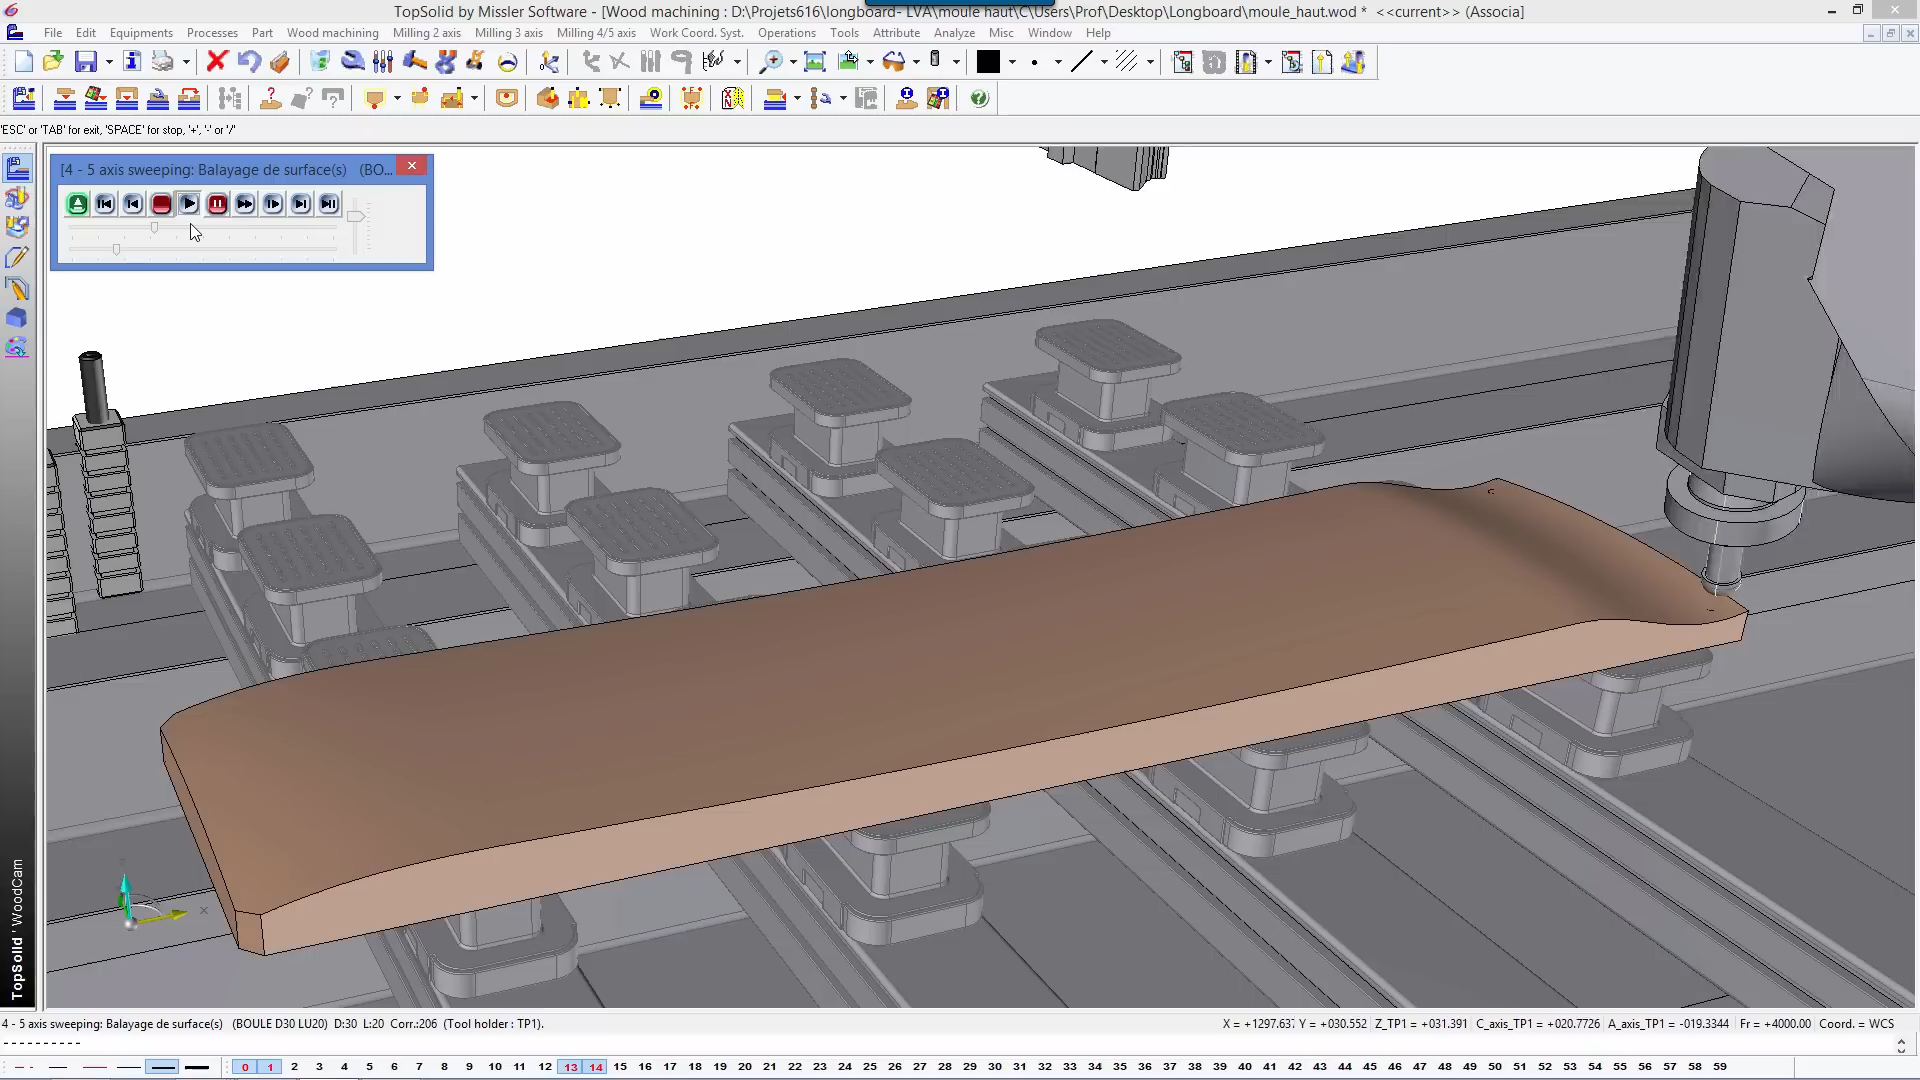 TopSolid by Missler Software - [Wood machining : D:\Projets616\longboard- LVA\moule haut\C\Users\Prof\Desktop\Longboard\moule_haut.wod * <<current>> (Associa]
File Edit Equipments Processes Part Wood machining Milling 2 axis Milling 3 axis Milling 4/5 axis Work Coord. Syst. Operations Tools Attribute Analyze Misc Window Help
'ESC' or 'TAB' for exit, 'SPACE' for stop, '+', '-' or '/'
[4 - 5 axis sweeping: Balayage de surface(s) (BO...
TopSolid'WoodCam
x
4 - 5 axis sweeping: Balayage de surface(s) (BOULE D30 LU20) D:30 L:20 Corr.:206 (Tool holder : TP1).
X = +1297.637 Y = +030.552 Z_TP1 = +031.391 C_axis_TP1 = +020.7726 A_axis_TP1 = -019.3344 Fr = +4000.00 Coord. = WCS
----------
0 1 2 3 4 5 6 7 8 9 10 11 12 13 14 15 16 17 18 19 20 21 22 23 24 25 26 27 28 29 30 31 32 33 34 35 36 37 38 39 40 41 42 43 44 45 46 47 48 49 50 51 52 53 54 55 56 57 58 59